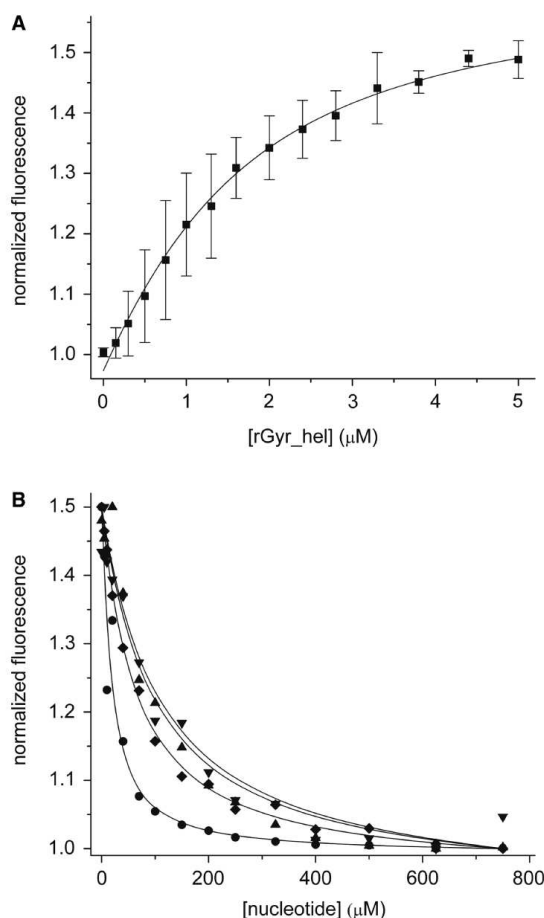 A
1.5
1.4
1.3
1.2
1.1
1.0
normalized fluorescence
0 1 2 3 4 5
[rGyr_hel] (μM)
B
1.5
1.4
1.3
1.2
1.1
1.0
normalized fluorescence
0 200 400 600 800
[nucleotide] (μM)